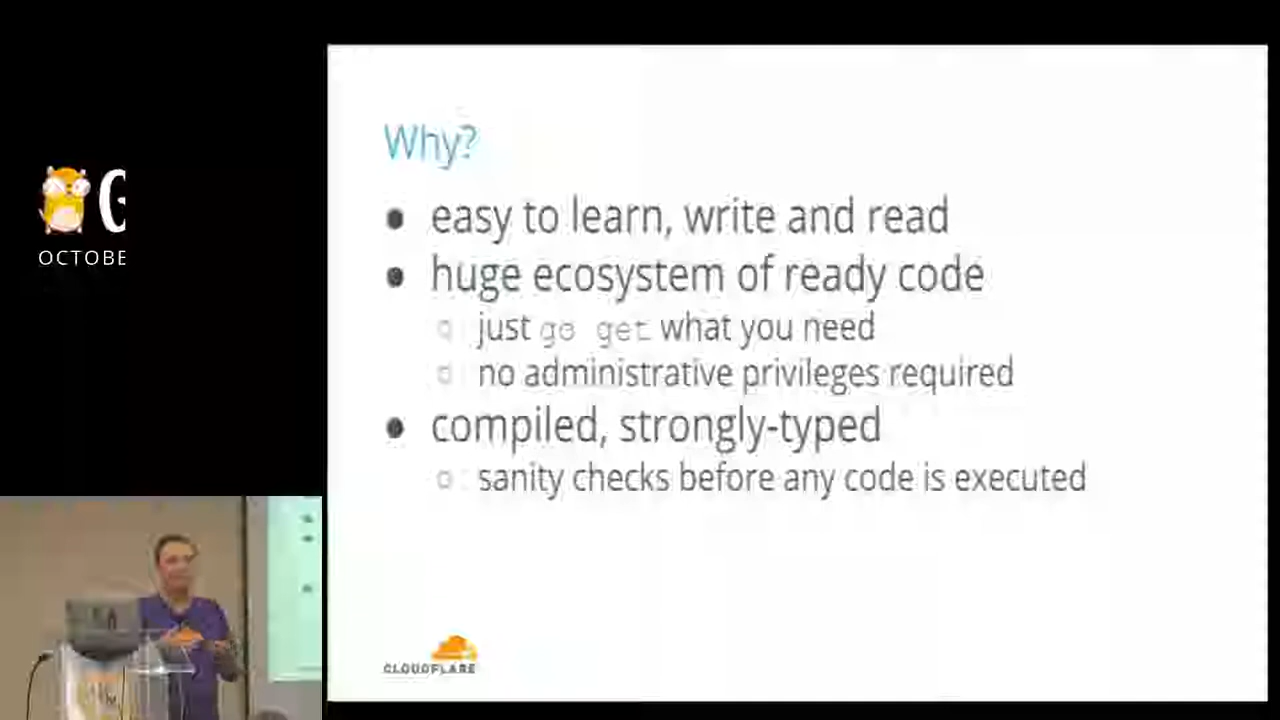 G
OCTOBE
Why?
● easy to learn, write and read
● huge ecosystem of ready code
○ just go get what you need
○ no administrative privileges required
● compiled, strongly-typed
○ sanity checks before any code is executed
CLOUDFLARE